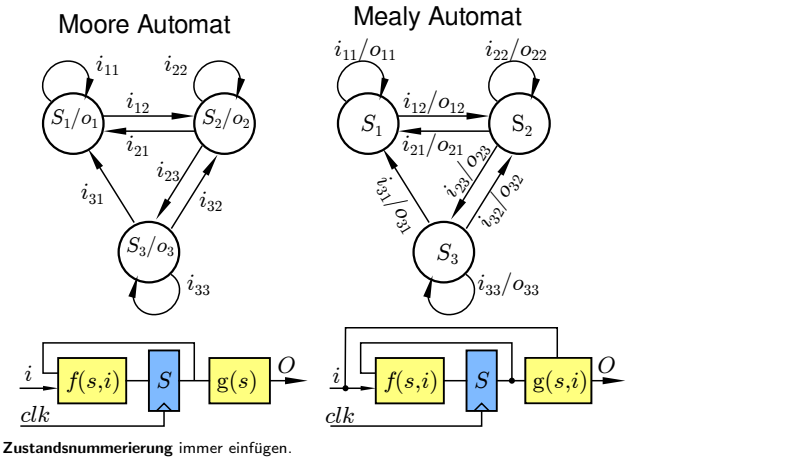 Moore Automat
i₁₁
i₂₂
S₁/o₁
i₁₂
S₂/o₂
i₂₁
i₂₃
i₃₁
i₃₂
S₃/o₃
i₃₃
i
f(s,i)
S
g(s)
O
clk
Mealy Automat
i₁₁/o₁₁
i₂₂/o₂₂
S₁
i₁₂/o₁₂
S₂
i₂₁/o₂₁
i₂₃/o₂₃
i₃₁/o₃₁
i₃₂/o₃₂
S₃
i₃₃/o₃₃
i
f(s,i)
S
g(s,i)
O
clk
Zustandsnummerierung immer einfügen.